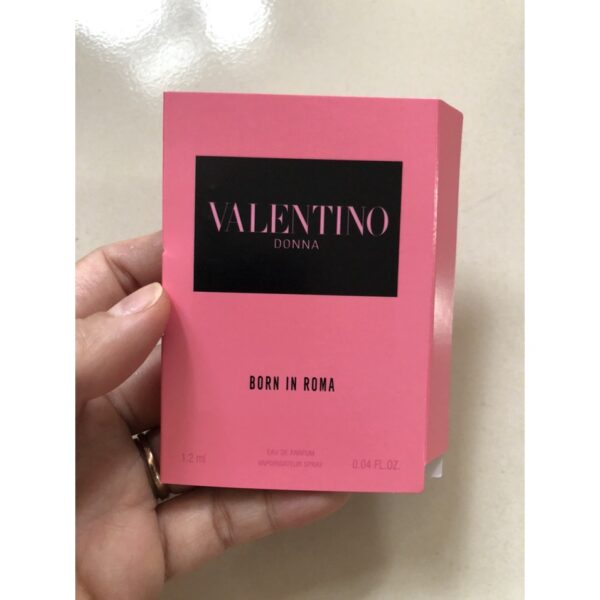 VALENTINO
DONNA
BORN IN ROMA
EAU DE PARFUM
1.2 ml VAPORISATEUR SPRAY 0.04 FL.OZ.